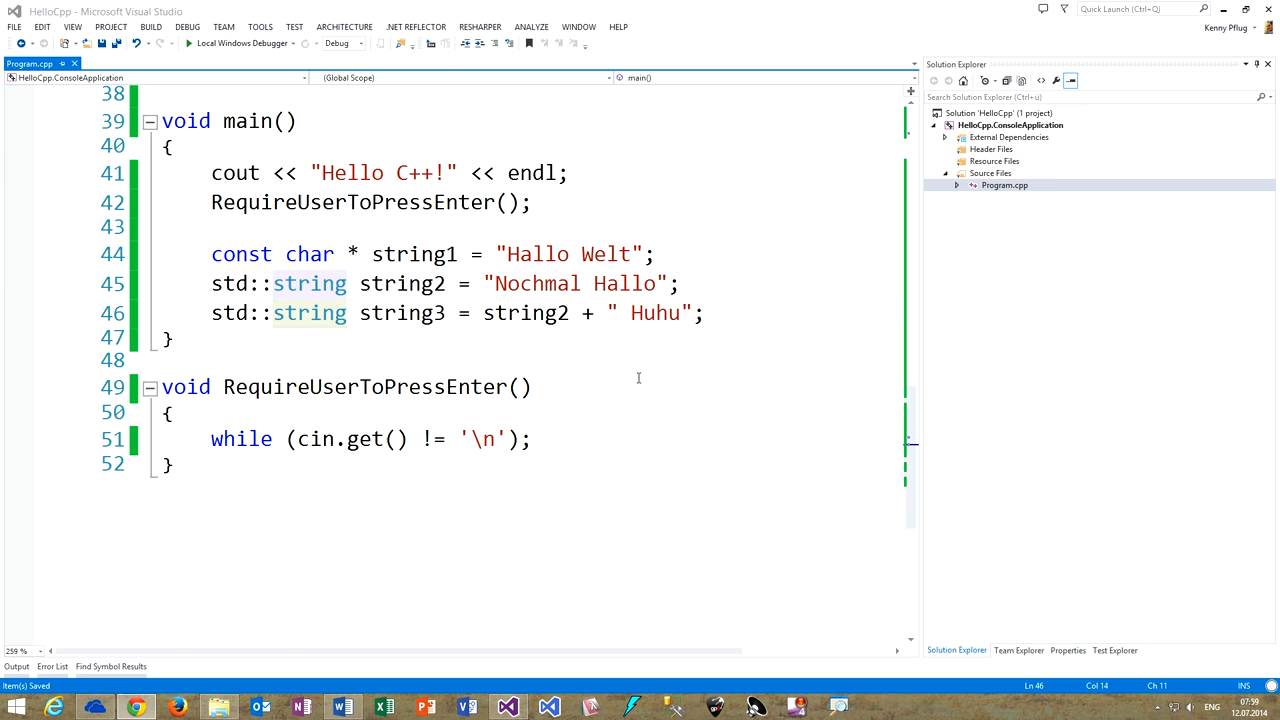 HelloCpp - Microsoft Visual Studio
Quick Launch (Ctrl+Q)
FILE EDIT VIEW PROJECT BUILD DEBUG TEAM TOOLS TEST ARCHITECTURE .NET REFLECTOR RESHARPER ANALYZE WINDOW HELP
Kenny Pflug
Local Windows Debugger Debug
Program.cpp
HelloCpp.ConsoleApplication (Global Scope) main()
38
39 void main()
40 {
41 cout << "Hello C++!" << endl;
42 RequireUserToPressEnter();
43
44 const char * string1 = "Hallo Welt";
45 std::string string2 = "Nochmal Hallo";
46 std::string string3 = string2 + " Huhu";
47 }
48
49 void RequireUserToPressEnter()
50 {
51 while (cin.get() != '\n');
52 }
259 %
Solution Explorer
Search Solution Explorer (Ctrl+ü)
Solution 'HelloCpp' (1 project)
HelloCpp.ConsoleApplication
External Dependencies
Header Files
Resource Files
Source Files
Program.cpp
Solution Explorer Team Explorer Properties Test Explorer
Output Error List Find Symbol Results
Item(s) Saved Ln 46 Col 14 Ch 11 INS
ENG
07:59
12.07.2014